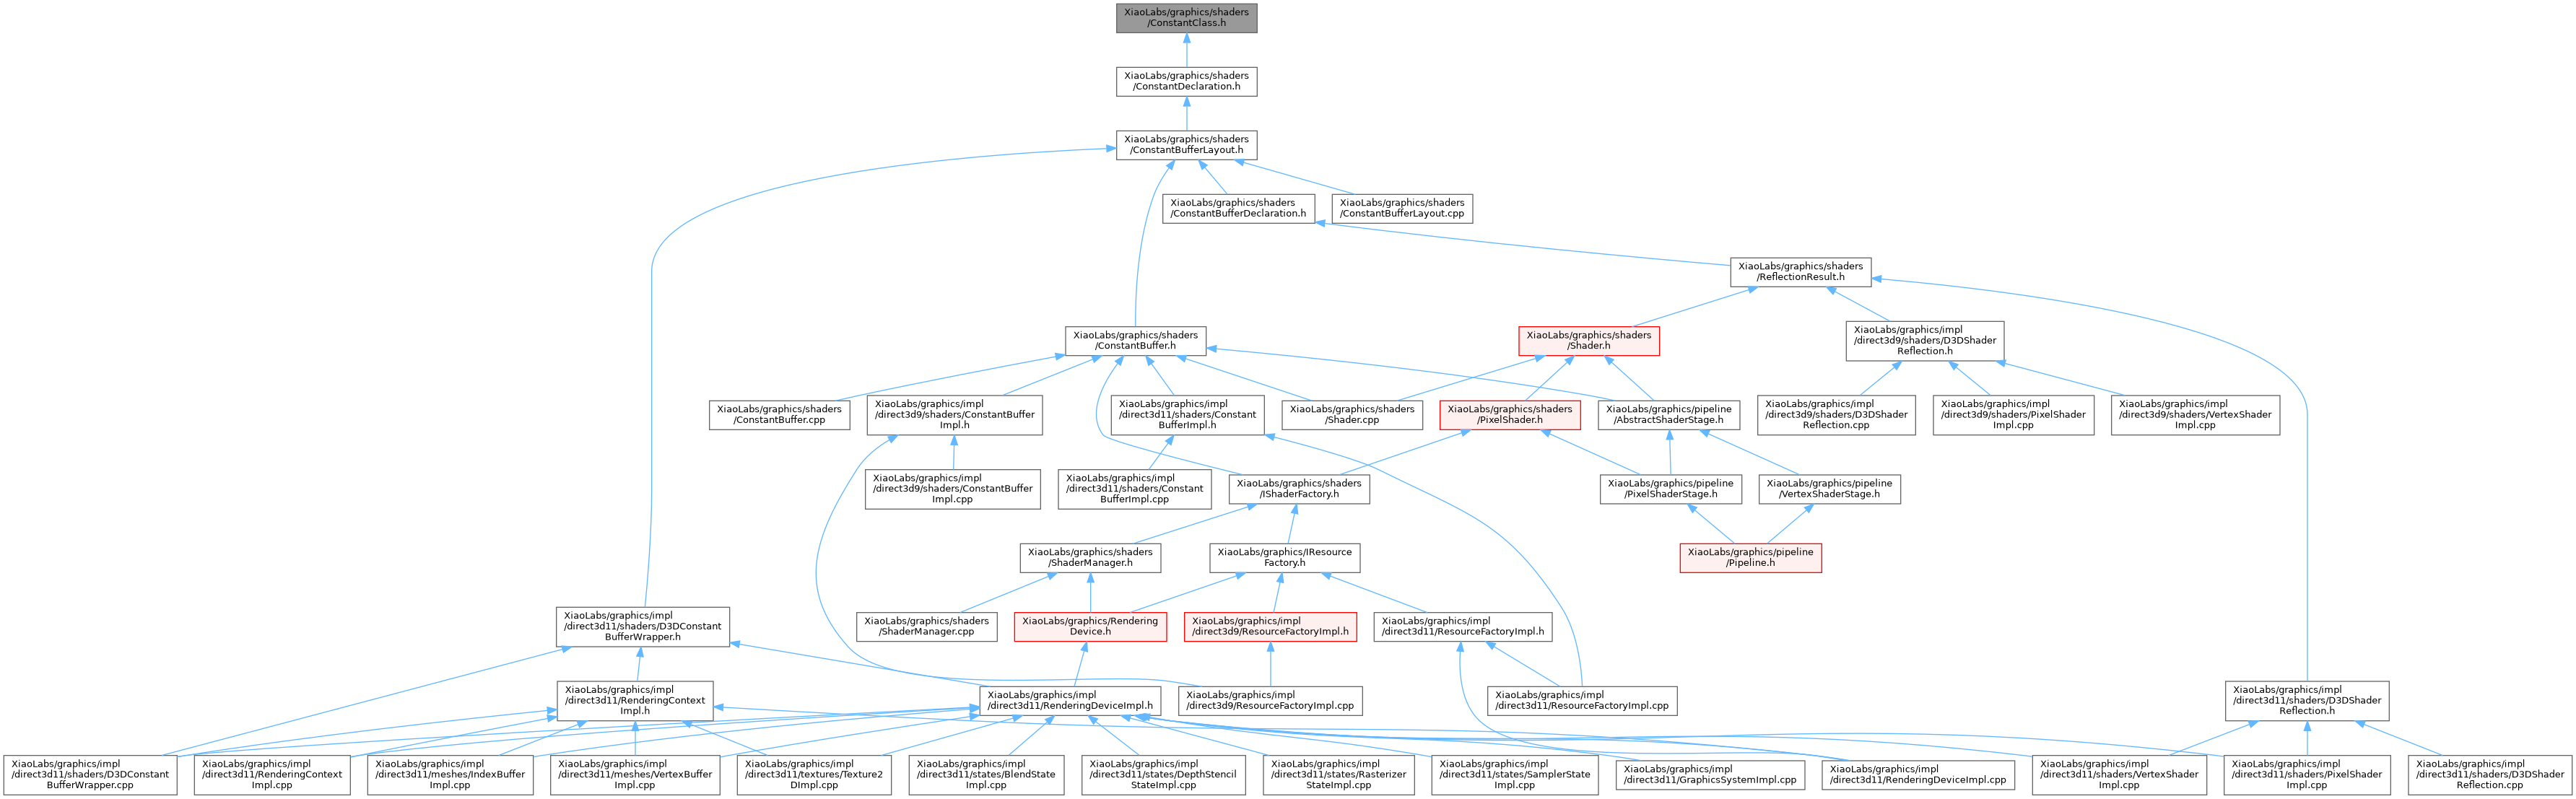 XiaoLabs/graphics/shaders
/ConstantClass.h
XiaoLabs/graphics/shaders
/ConstantDeclaration.h
XiaoLabs/graphics/shaders
/ConstantBufferLayout.h
XiaoLabs/graphics/shaders
/ConstantBufferDeclaration.h
XiaoLabs/graphics/shaders
/ConstantBufferLayout.cpp
XiaoLabs/graphics/shaders
/ReflectionResult.h
XiaoLabs/graphics/shaders
/ConstantBuffer.h
XiaoLabs/graphics/shaders
/Shader.h
XiaoLabs/graphics/impl
/direct3d9/shaders/D3DShader
Reflection.h
XiaoLabs/graphics/shaders
/ConstantBuffer.cpp
XiaoLabs/graphics/impl
/direct3d9/shaders/ConstantBuffer
Impl.h
XiaoLabs/graphics/impl
/direct3d11/shaders/Constant
BufferImpl.h
XiaoLabs/graphics/shaders
/Shader.cpp
XiaoLabs/graphics/shaders
/PixelShader.h
XiaoLabs/graphics/pipeline
/AbstractShaderStage.h
XiaoLabs/graphics/impl
/direct3d9/shaders/D3DShader
Reflection.cpp
XiaoLabs/graphics/impl
/direct3d9/shaders/PixelShader
Impl.cpp
XiaoLabs/graphics/impl
/direct3d9/shaders/VertexShader
Impl.cpp
XiaoLabs/graphics/impl
/direct3d9/shaders/ConstantBuffer
Impl.cpp
XiaoLabs/graphics/impl
/direct3d11/shaders/Constant
BufferImpl.cpp
XiaoLabs/graphics/shaders
/IShaderFactory.h
XiaoLabs/graphics/pipeline
/PixelShaderStage.h
XiaoLabs/graphics/pipeline
/VertexShaderStage.h
XiaoLabs/graphics/shaders
/ShaderManager.h
XiaoLabs/graphics/IResource
Factory.h
XiaoLabs/graphics/pipeline
/Pipeline.h
XiaoLabs/graphics/impl
/direct3d11/shaders/D3DConstant
BufferWrapper.h
XiaoLabs/graphics/shaders
/ShaderManager.cpp
XiaoLabs/graphics/Rendering
Device.h
XiaoLabs/graphics/impl
/direct3d9/ResourceFactoryImpl.h
XiaoLabs/graphics/impl
/direct3d11/ResourceFactoryImpl.h
XiaoLabs/graphics/impl
/direct3d11/RenderingContext
Impl.h
XiaoLabs/graphics/impl
/direct3d11/RenderingDeviceImpl.h
XiaoLabs/graphics/impl
/direct3d9/ResourceFactoryImpl.cpp
XiaoLabs/graphics/impl
/direct3d11/ResourceFactoryImpl.cpp
XiaoLabs/graphics/impl
/direct3d11/shaders/D3DShader
Reflection.h
XiaoLabs/graphics/impl
/direct3d11/shaders/D3DConstant
BufferWrapper.cpp
XiaoLabs/graphics/impl
/direct3d11/RenderingContext
Impl.cpp
XiaoLabs/graphics/impl
/direct3d11/meshes/IndexBuffer
Impl.cpp
XiaoLabs/graphics/impl
/direct3d11/meshes/VertexBuffer
Impl.cpp
XiaoLabs/graphics/impl
/direct3d11/textures/Texture2
DImpl.cpp
XiaoLabs/graphics/impl
/direct3d11/states/BlendState
Impl.cpp
XiaoLabs/graphics/impl
/direct3d11/states/DepthStencil
StateImpl.cpp
XiaoLabs/graphics/impl
/direct3d11/states/Rasterizer
StateImpl.cpp
XiaoLabs/graphics/impl
/direct3d11/states/SamplerState
Impl.cpp
XiaoLabs/graphics/impl
/direct3d11/GraphicsSystemImpl.cpp
XiaoLabs/graphics/impl
/direct3d11/RenderingDeviceImpl.cpp
XiaoLabs/graphics/impl
/direct3d11/shaders/VertexShader
Impl.cpp
XiaoLabs/graphics/impl
/direct3d11/shaders/PixelShader
Impl.cpp
XiaoLabs/graphics/impl
/direct3d11/shaders/D3DShader
Reflection.cpp